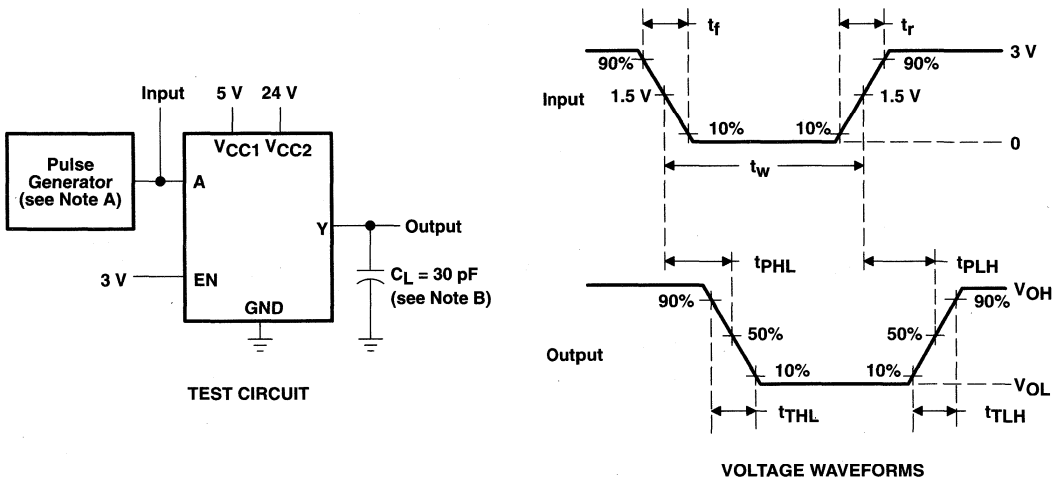 Input
5 V 24 V
VCC1 VCC2
Pulse
Generator
(see Note A)
A
Y
Output
3 V
EN
CL = 30 pF
(see Note B)
GND
TEST CIRCUIT
tf
tr
3 V
90%
90%
Input
1.5 V
1.5 V
10%
10%
0
tw
tPHL
tPLH
VOH
90%
90%
50%
50%
Output
10%
10%
VOL
tTHL
tTLH
VOLTAGE WAVEFORMS